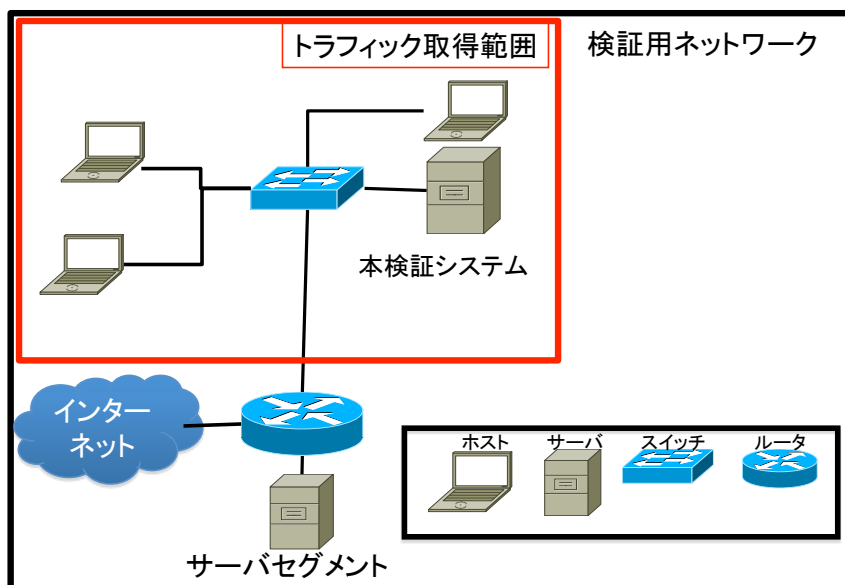 トラフィック取得範囲
検証用ネットワーク
本検証システム
インター
ネット
ホスト
サーバ
スイッチ
ルータ
サーバセグメント